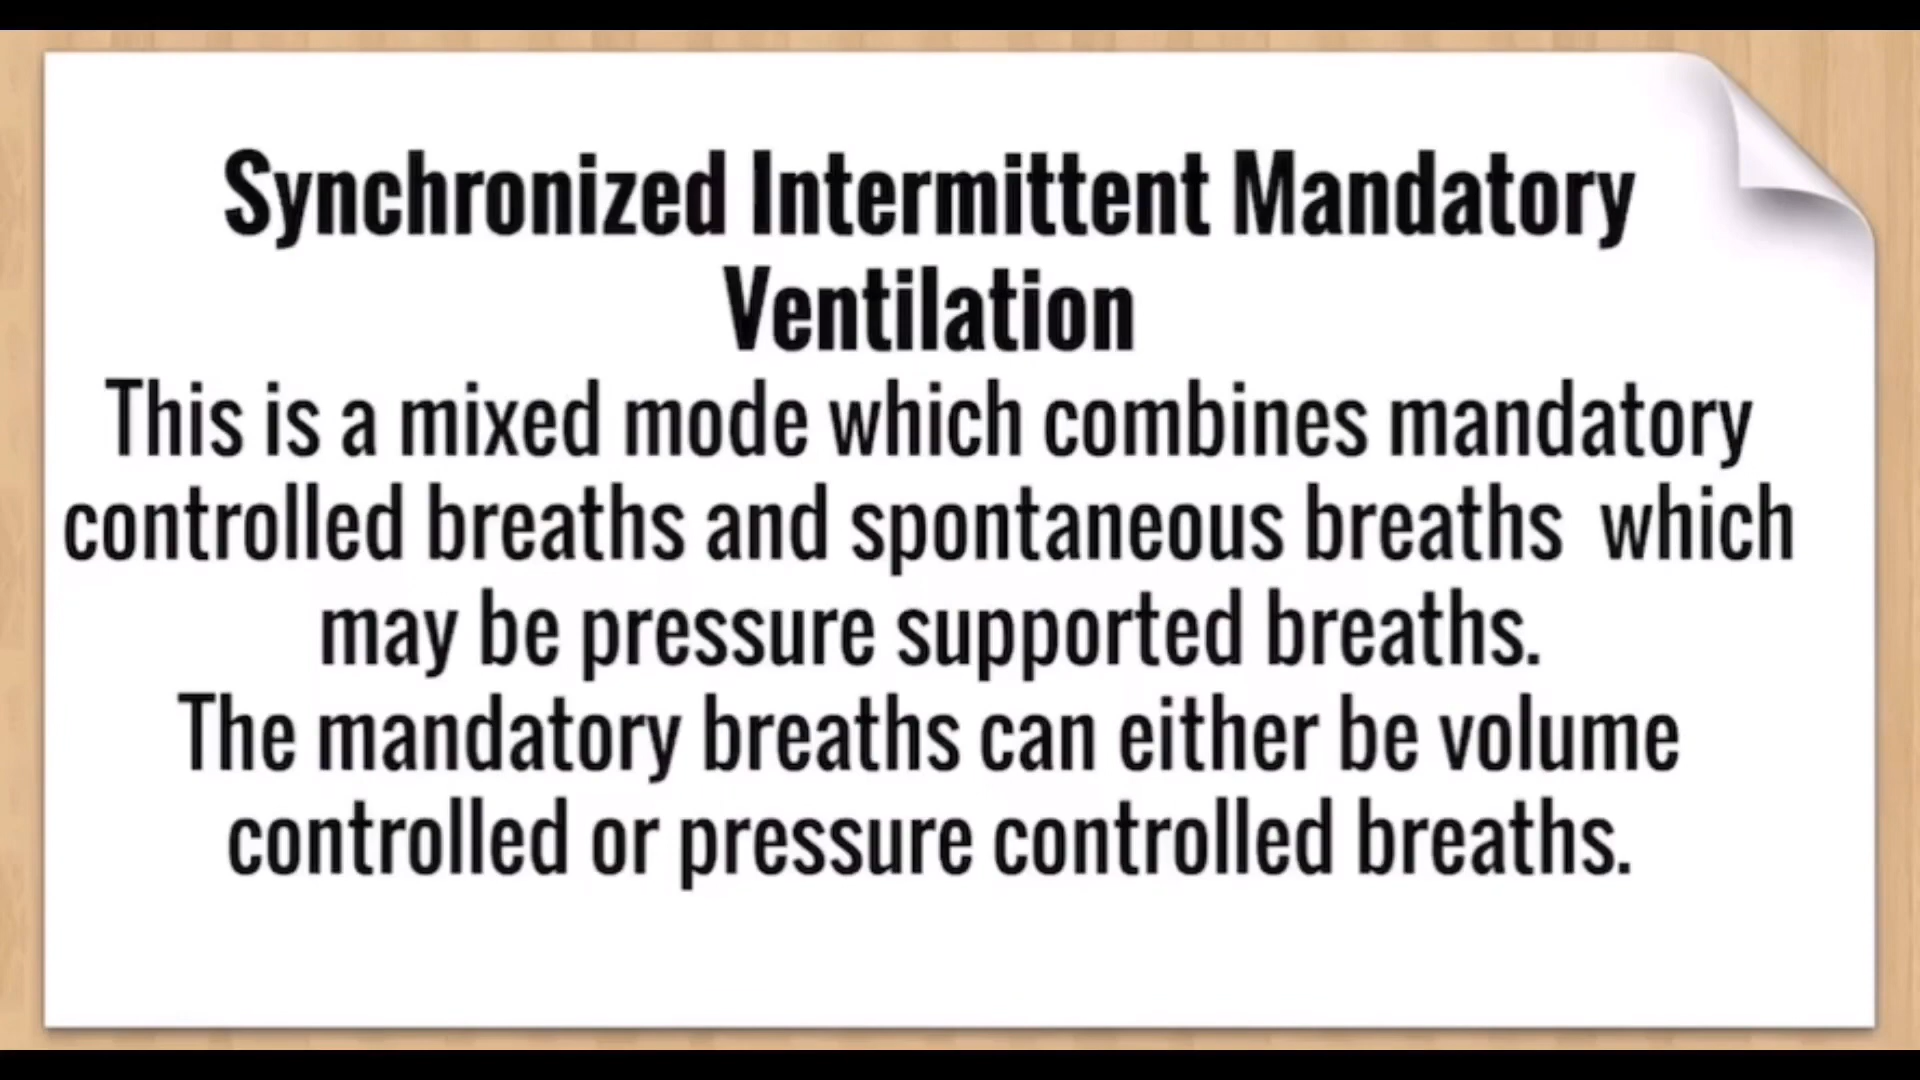 Synchronized Intermittent Mandatory
Ventilation
This is a mixed mode which combines mandatory
controlled breaths and spontaneous breaths  which
may be pressure supported breaths.
The mandatory breaths can either be volume
controlled or pressure controlled breaths.